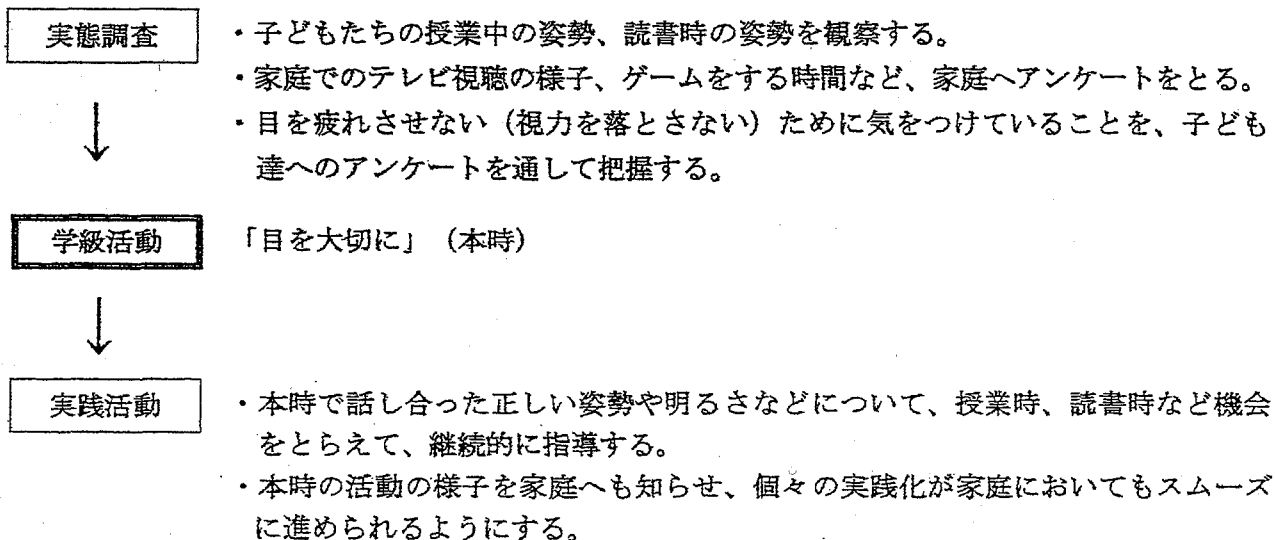 実態調査 ・子どもたちの授業中の姿勢、読書時の姿勢を観察する。
・家庭でのテレビ視聴の様子、ゲームをする時間など、家庭へアンケートをとる。
↓ ・目を疲れさせない（視力を落とさない）ために気をつけていることを、子ども
達へのアンケートを通して把握する。
学級活動 「目を大切に」（本時）
↓
実践活動 ・本時で話し合った正しい姿勢や明るさなどについて、授業時、読書時など機会
をとらえて、継続的に指導する。
・本時の活動の様子を家庭へも知らせ、個々の実践化が家庭においてもスムーズ
に進められるようにする。